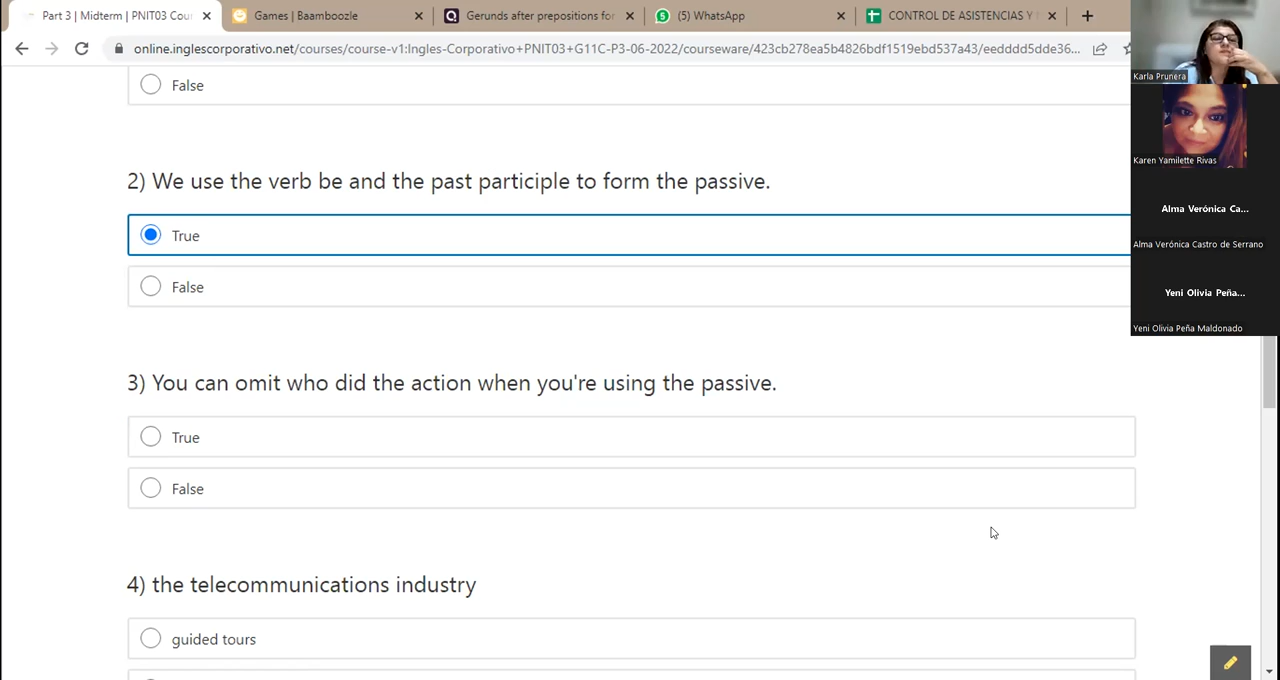 Part 3 | Midterm | PNIT03 Cour
Games | Baamboozle
Gerunds after prepositions for
(5) WhatsApp
CONTROL DE ASISTENCIAS Y
online.inglescorporativo.net/courses/course-v1:Ingles-Corporativo+PNIT03+G11C-P3-06-2022/courseware/423cb278ea5b4826bdf1519ebd537a43/eedddd5dde36...
Karla Prunera
Karen Yamilette Rivas
Alma Verónica Ca...
Alma Verónica Castro de Serrano
Yeni Olivia Peña...
Yeni Olivia Peña Maldonado
False
2) We use the verb be and the past participle to form the passive.
True
False
3) You can omit who did the action when you're using the passive.
True
False
4) the telecommunications industry
guided tours